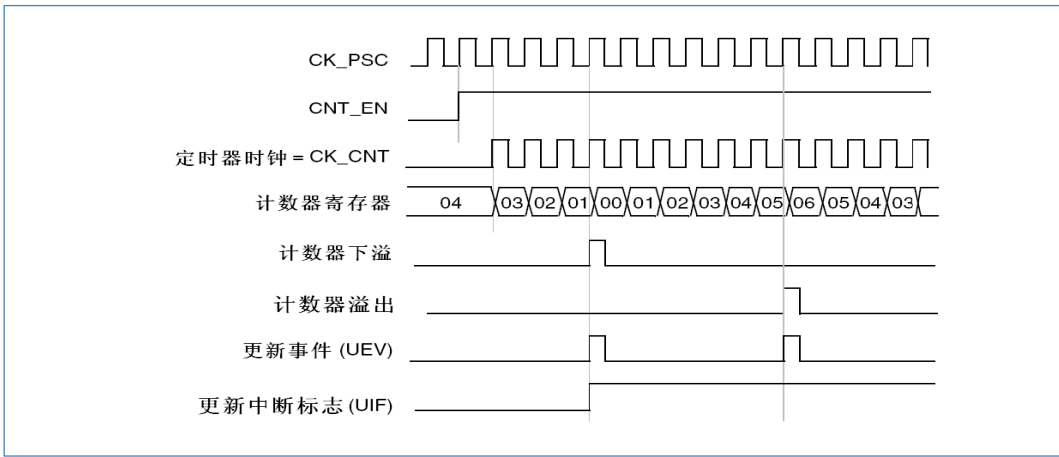 CK_PSC
CNT_EN
定时器时钟 = CK_CNT
计数器寄存器 04 03 02 01 00 01 02 03 04 05 06 05 04 03
计数器下溢
计数器溢出
更新事件 (UEV)
更新中断标志 (UIF)